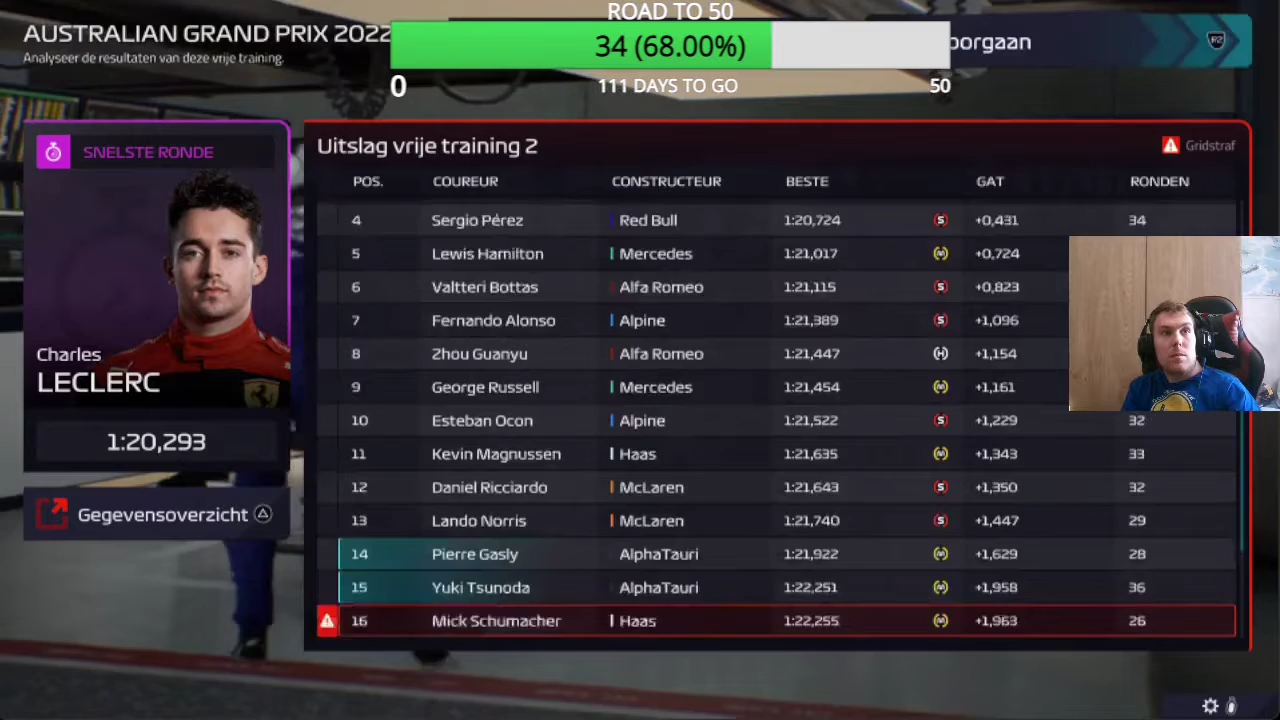 AUSTRALIAN GRAND PRIX 2022
Analyseer de resultaten van deze vrije training.
ROAD TO 50
34 (68.00%)
0
111 DAYS TO GO
50
R2
SNELSTE RONDE
Charles
LECLERC
1:20,293
Gegevensoverzicht
Uitslag vrije training 2
Gridstraf
POS. COUREUR CONSTRUCTEUR BESTE GAT RONDEN
4 Sergio Pérez Red Bull 1:20,724 S +0,431 34
5 Lewis Hamilton Mercedes 1:21,017 M +0,724
6 Valtteri Bottas Alfa Romeo 1:21,115 S +0,823
7 Fernando Alonso Alpine 1:21,389 S +1,096
8 Zhou Guanyu Alfa Romeo 1:21,447 H +1,154
9 George Russell Mercedes 1:21,454 M +1,161
10 Esteban Ocon Alpine 1:21,522 S +1,229 32
11 Kevin Magnussen Haas 1:21,635 M +1,343 33
12 Daniel Ricciardo McLaren 1:21,643 S +1,350 32
13 Lando Norris McLaren 1:21,740 S +1,447 29
14 Pierre Gasly AlphaTauri 1:21,922 M +1,629 28
15 Yuki Tsunoda AlphaTauri 1:22,251 M +1,958 36
16 Mick Schumacher Haas 1:22,255 M +1,963 26